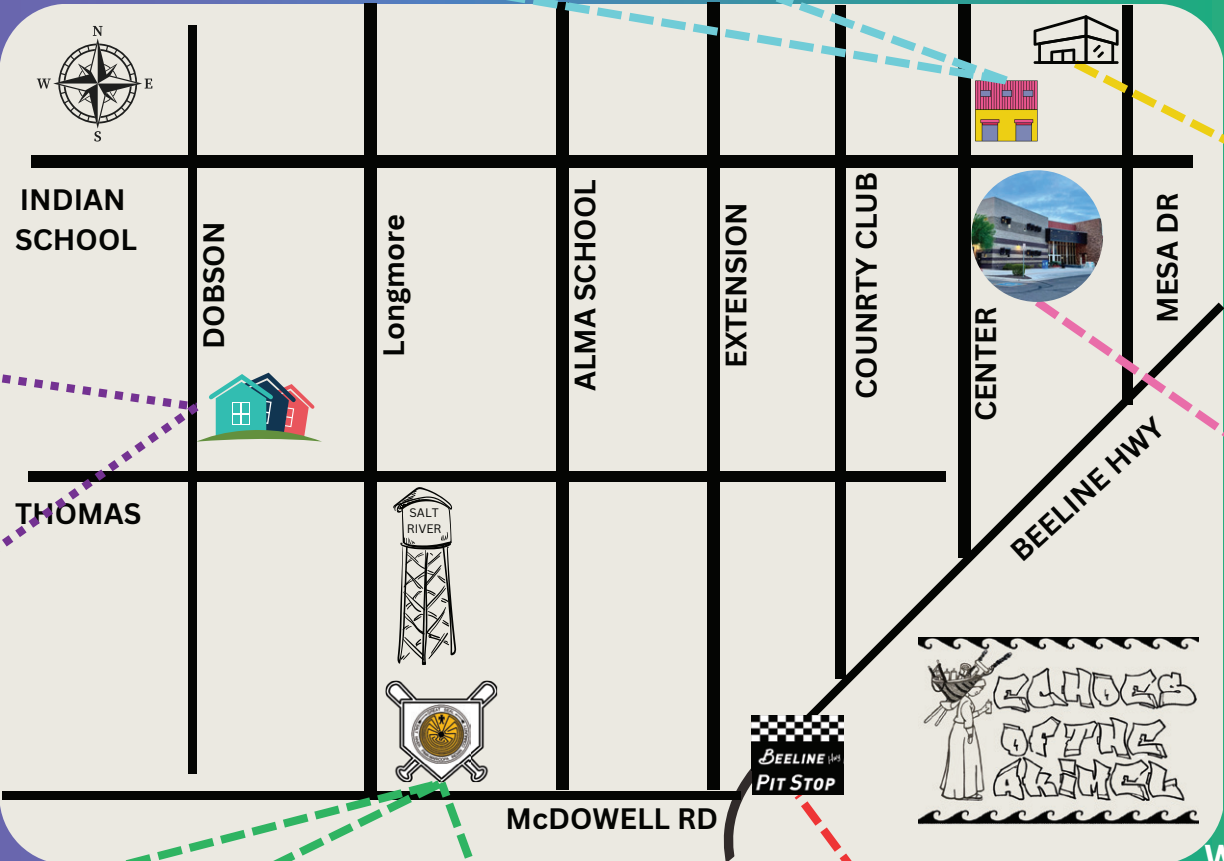 N
W
E
S
INDIAN
SCHOOL
DOBSON
Longmore
ALMA SCHOOL
EXTENSION
COUNRTY CLUB
CENTER
MESA DR
THOMAS
SALT
RIVER
BEELINE HWY
BEELINE Hwy
PIT STOP
McDOWELL RD
ECHOES
OF THE
AKIMEL
W